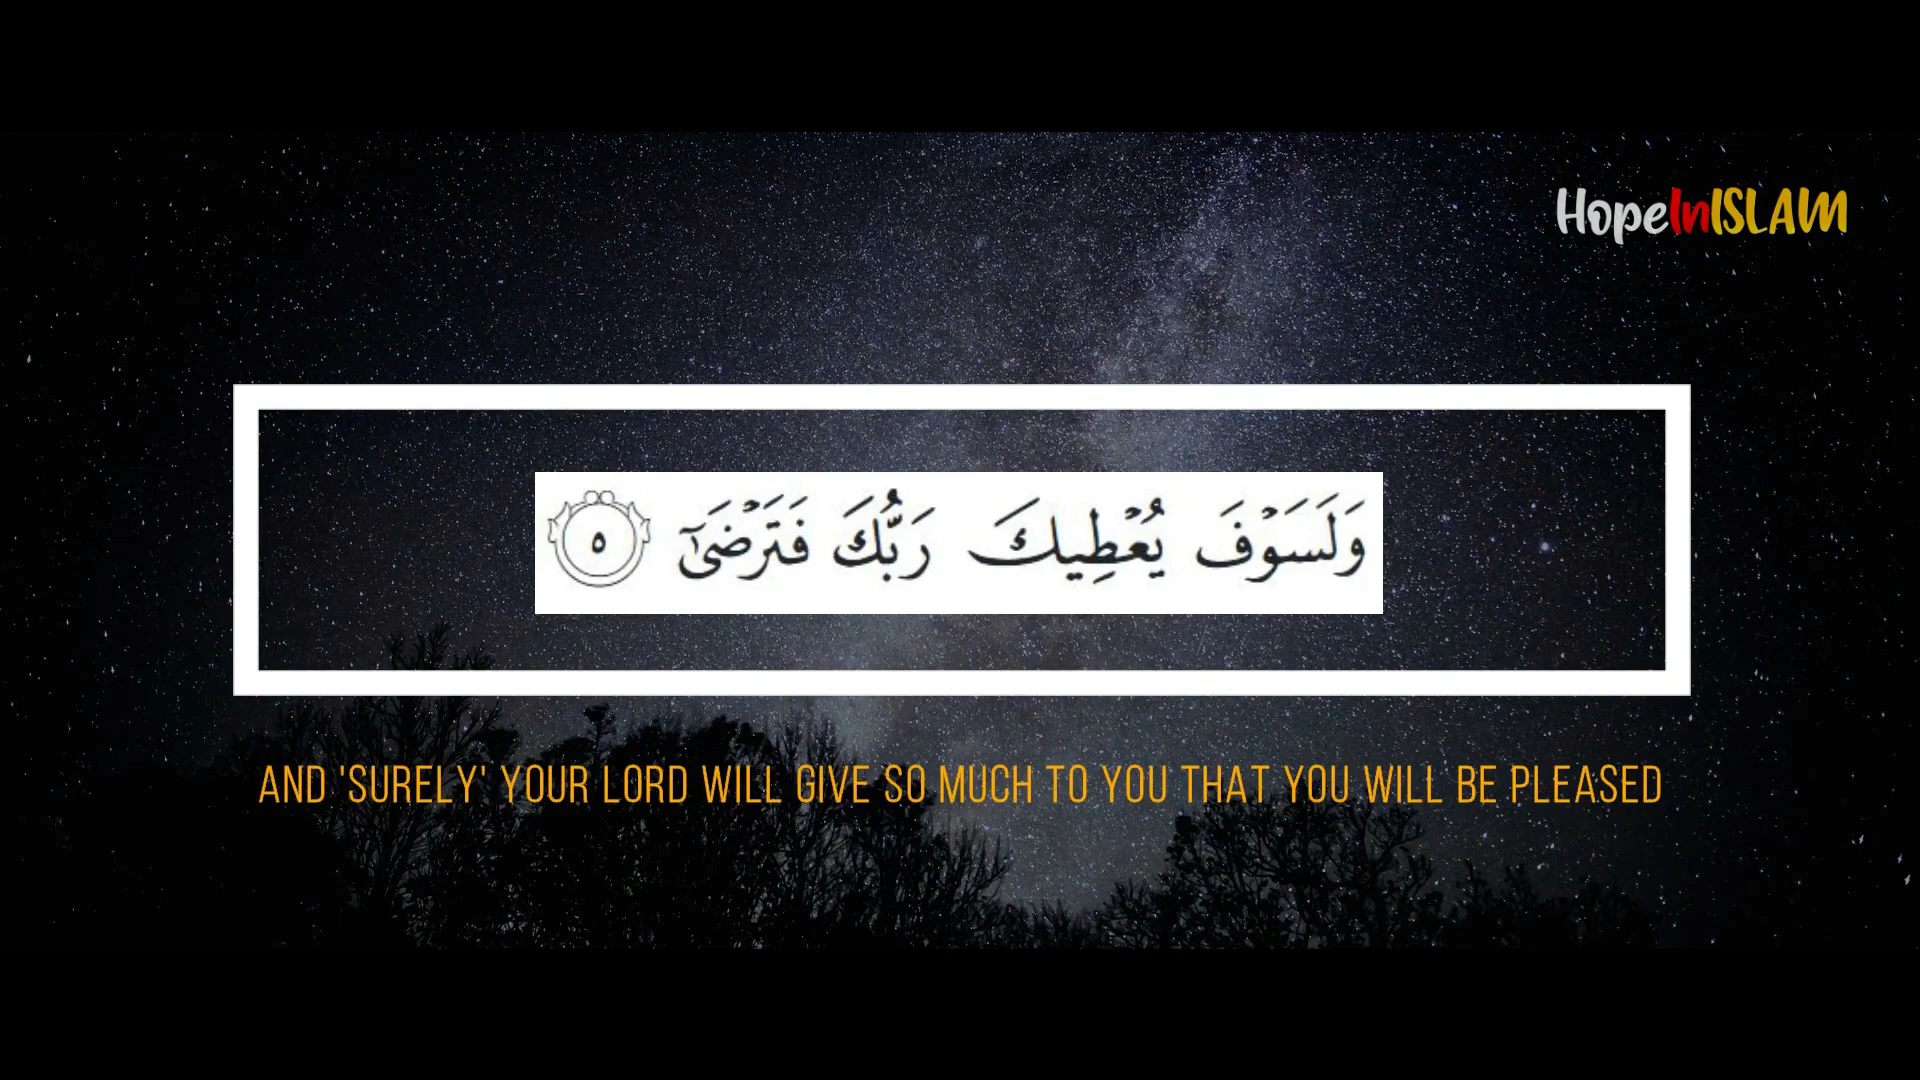 HopeInISLAM
وَلَسَوْفَ يُعْطِيكَ رَبُّكَ فَتَرْضَىٰٓ ٥
AND 'SURELY' YOUR LORD WILL GIVE SO MUCH TO YOU THAT YOU WILL BE PLEASED